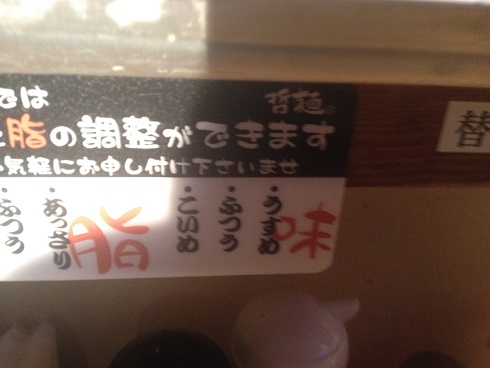 では
哲麺
脂の調整ができます
気軽にお申し付け下さいませ
味
・うすめ
・ふつう
・こいめ
脂
・あっさり
・ふつう
替